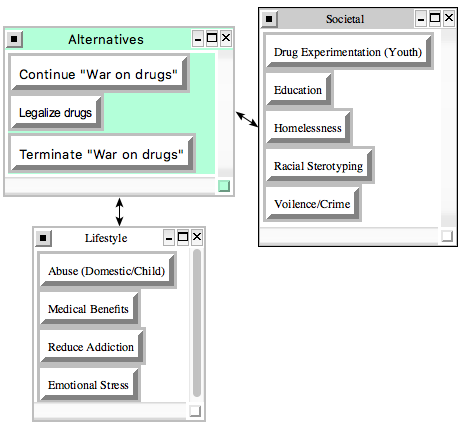 Alternatives
Continue "War on drugs"
Legalize drugs
Terminate "War on drugs"
Societal
Drug Experimentation (Youth)
Education
Homelessness
Racial Sterotyping
Voilence/Crime
Lifestyle
Abuse (Domestic/Child)
Medical Benefits
Reduce Addiction
Emotional Stress